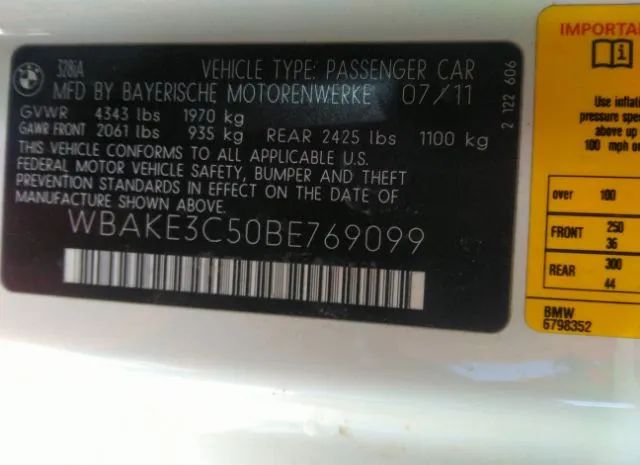 BMW
328iA VEHICLE TYPE: PASSENGER CAR
MFD BY BAYERISCHE MOTORENWERKE 07/11
GVWR 4343 lbs 1970 kg
GAWR FRONT 2061 lbs 935 kg REAR 2425 lbs 1100 kg
THIS VEHICLE CONFORMS TO ALL APPLICABLE U.S.
FEDERAL MOTOR VEHICLE SAFETY, BUMPER AND THEFT
PREVENTION STANDARDS IN EFFECT ON THE DATE OF
MANUFACTURE SHOWN ABOVE.
WBAKE3C50BE769099
2 122 606
IMPORTAN
Use inflat
pressure spe
above up
100 mph o
over 100
FRONT 250
36
REAR 300
44
BMW
6798352